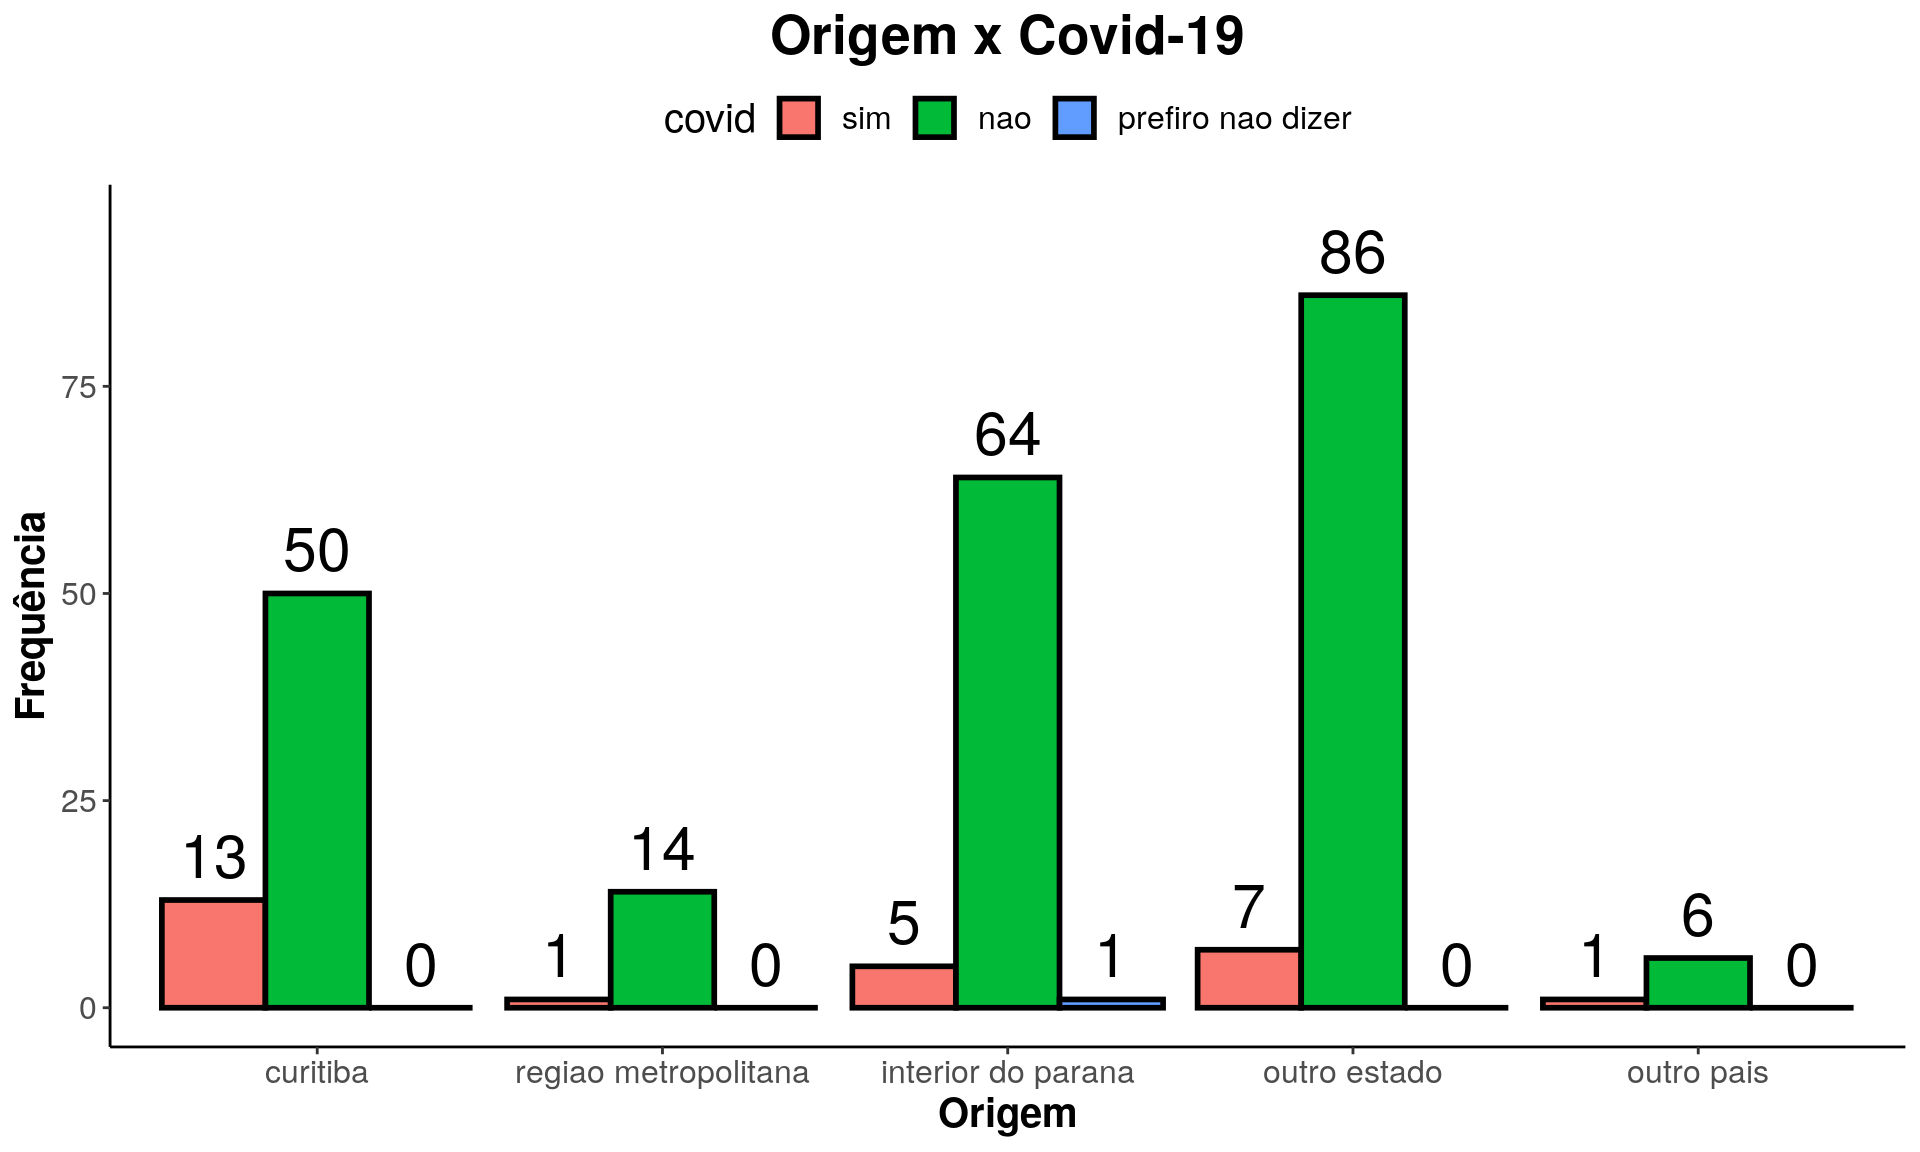 Origem x Covid-19
covid sim nao prefiro nao dizer
Frequência
75
50
25
0
13 50 0
1 14 0
5 64 1
7 86 0
1 6 0
curitiba regiao metropolitana interior do parana outro estado outro pais
Origem